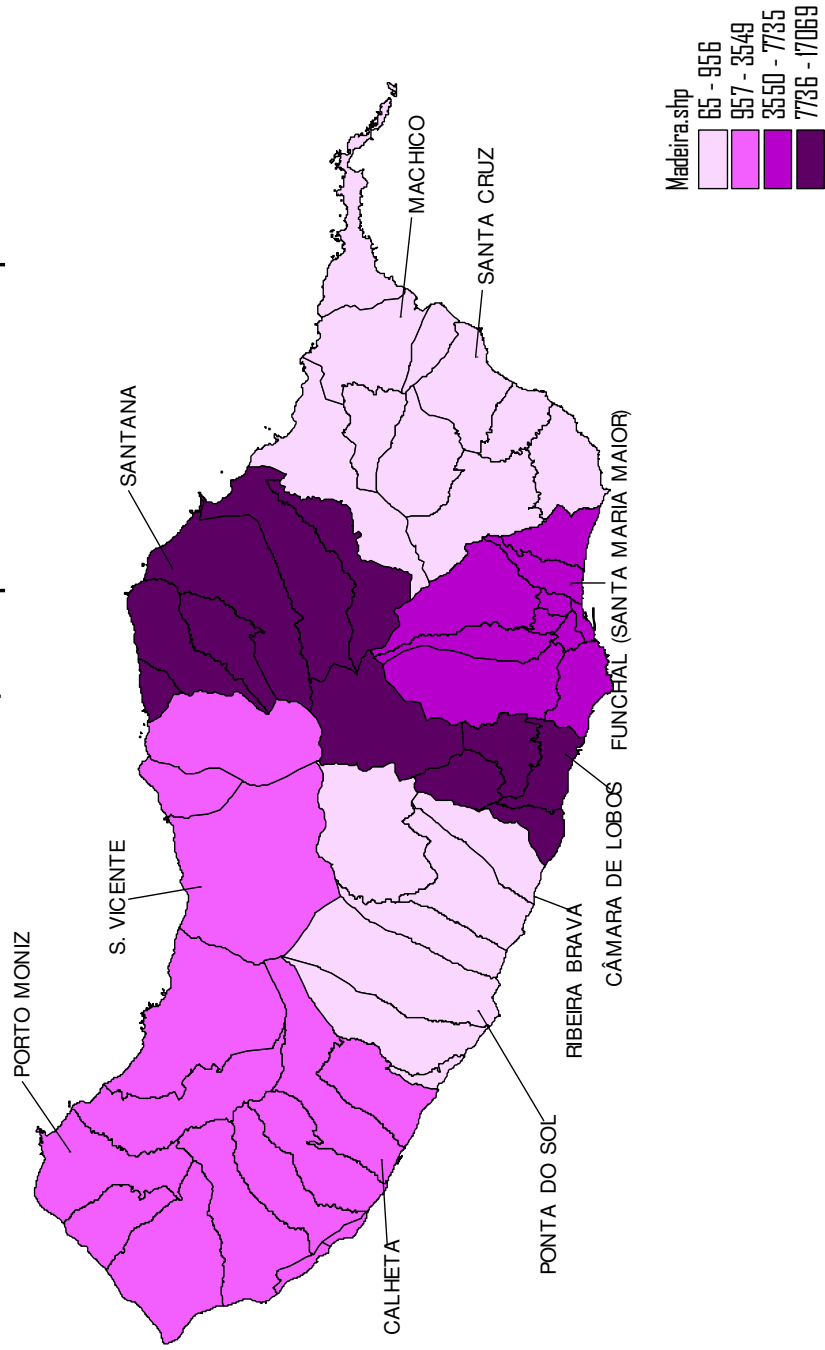 PORTO MONIZ
S. VICENTE
SANTANA
MACHICO
SANTA CRUZ
FUNCHAL (SANTA MARIA MAIOR)
CÂMARA DE LOBOS
RIBEIRA BRAVA
PONTA DO SOL
CALHETA
Madeira.shp
65 - 956
957 - 3549
3550 - 7735
7736 - 17069